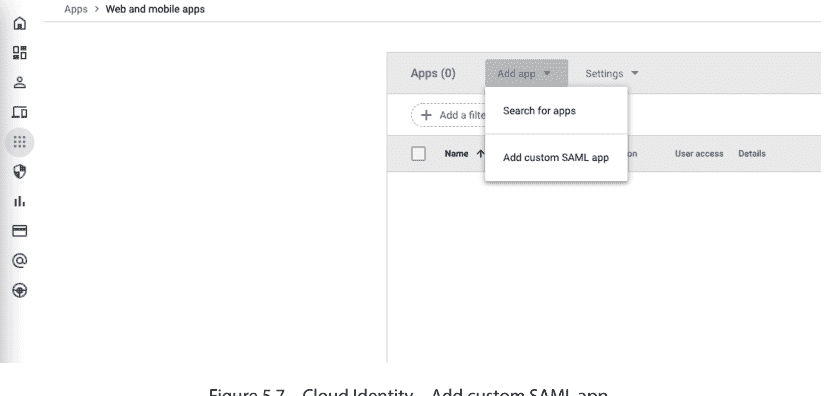 Apps > Web and mobile apps
Apps (0) Add app Settings
+ Add a filte
Search for apps
Name ↑ on User access Details
Add custom SAML app
Figure 5.7 – Cloud Identity – Add custom SAML app